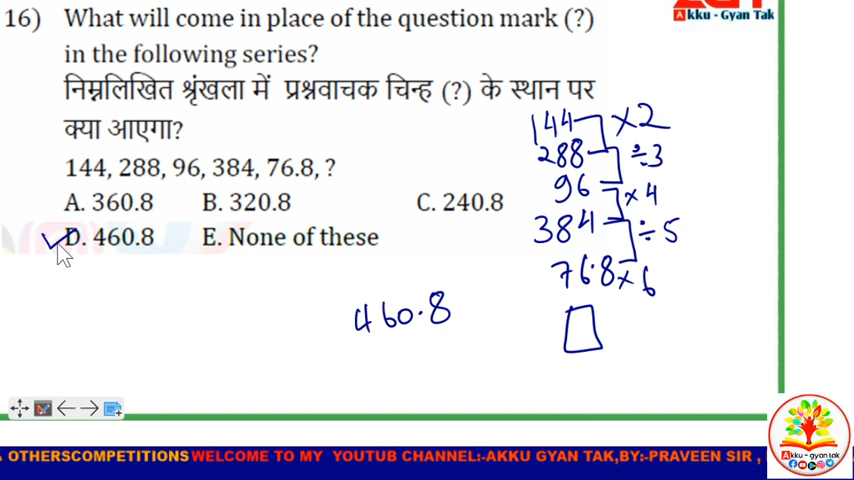 Akku - Gyan Tak
16) What will come in place of the question mark (?)
in the following series?
निम्नलिखित श्रृंखला में प्रश्नवाचक चिन्ह (?) के स्थान पर
क्या आएगा?
144, 288, 96, 384, 76.8, ?
A. 360.8 B. 320.8 C. 240.8
D. 460.8 E. None of these
144 ×2
288 ÷3
96 ×4
384 ÷5
76.8 ×6
460.8
Akku - gyan tak
OTHERSCOMPETITIONS WELCOME TO MY YOUTUB CHANNEL:-AKKU GYAN TAK,BY:-PRAVEEN SIR ,